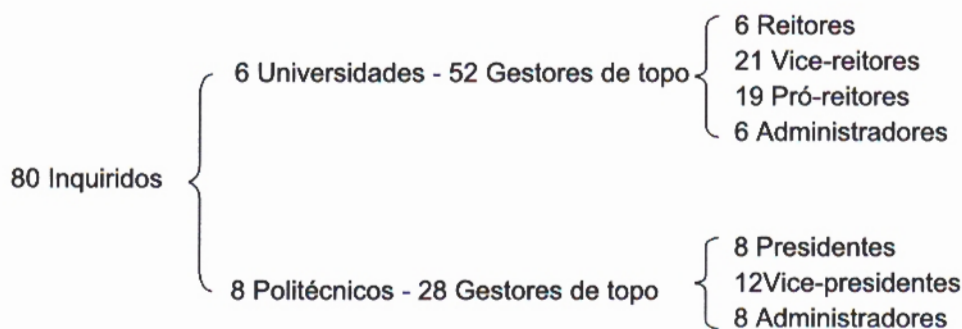 6 Reitores
6 Universidades - 52 Gestores de topo
21 Vice-reitores
19 Pró-reitores
6 Administradores
80 Inquiridos
8 Presidentes
8 Politécnicos - 28 Gestores de topo
12Vice-presidentes
8 Administradores